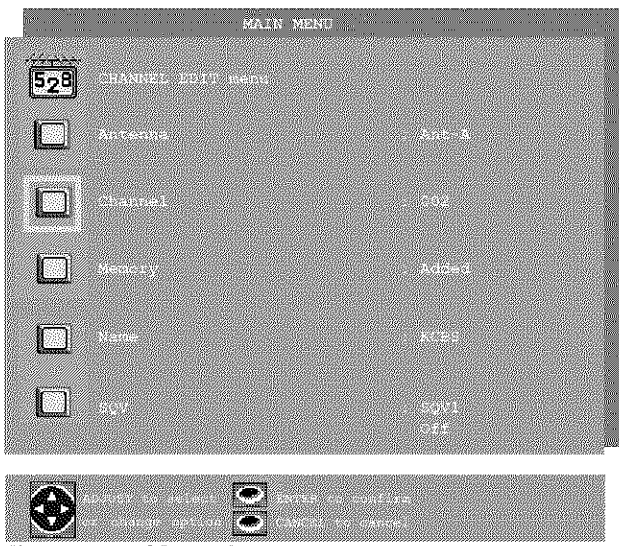 MAIN MENU
528
CHANNEL EDIT menu
Antenna Ant-A
Channel 002
Memory Added
Name KCBS
SQV SQV1
Off
ADJUST to select ENTER to confirm
or change option CANCEL to cancel